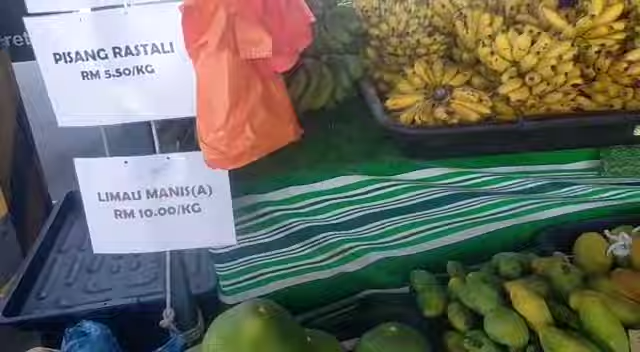 PISANG RASTALI
RM 5.50/KG
LIMAU MANIS(A)
RM 10.00/KG